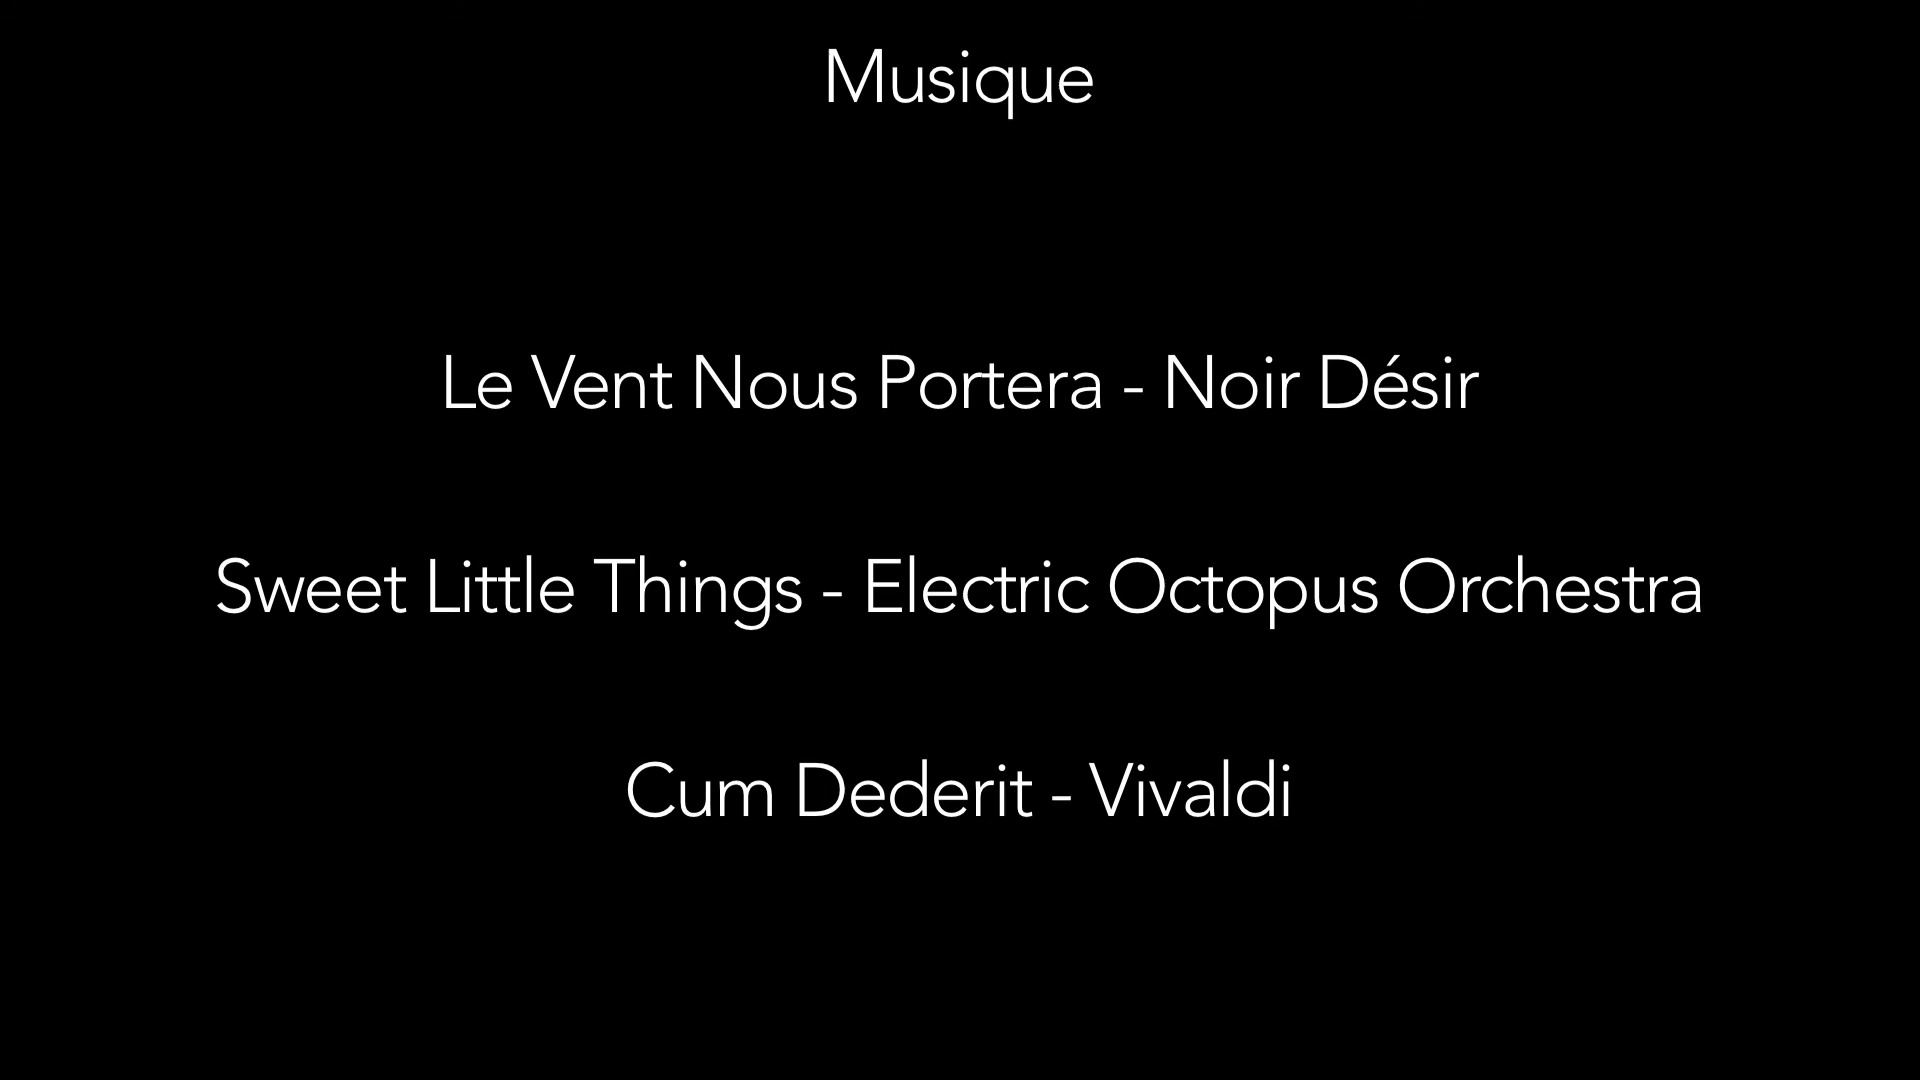 Musique
Le Vent Nous Portera - Noir Désir
Sweet Little Things - Electric Octopus Orchestra
Cum Dederit - Vivaldi